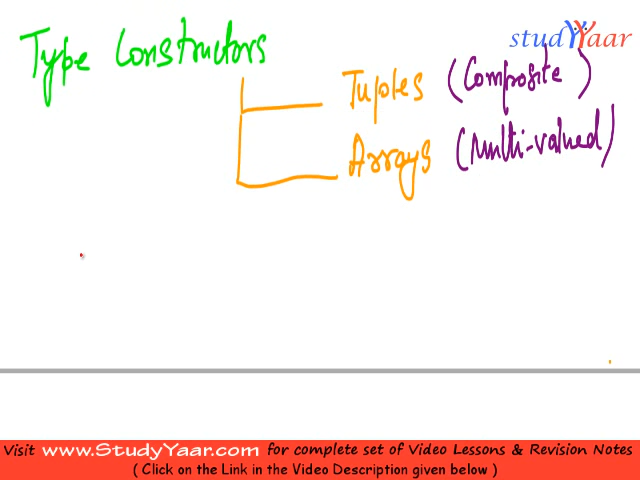 studYYaar
Type Constructors
Tuples (Composite)
Arrays (Multi-valued)
Visit www.StudyYaar.com for complete set of Video Lessons & Revision Notes
( Click on the Link in the Video Description given below )